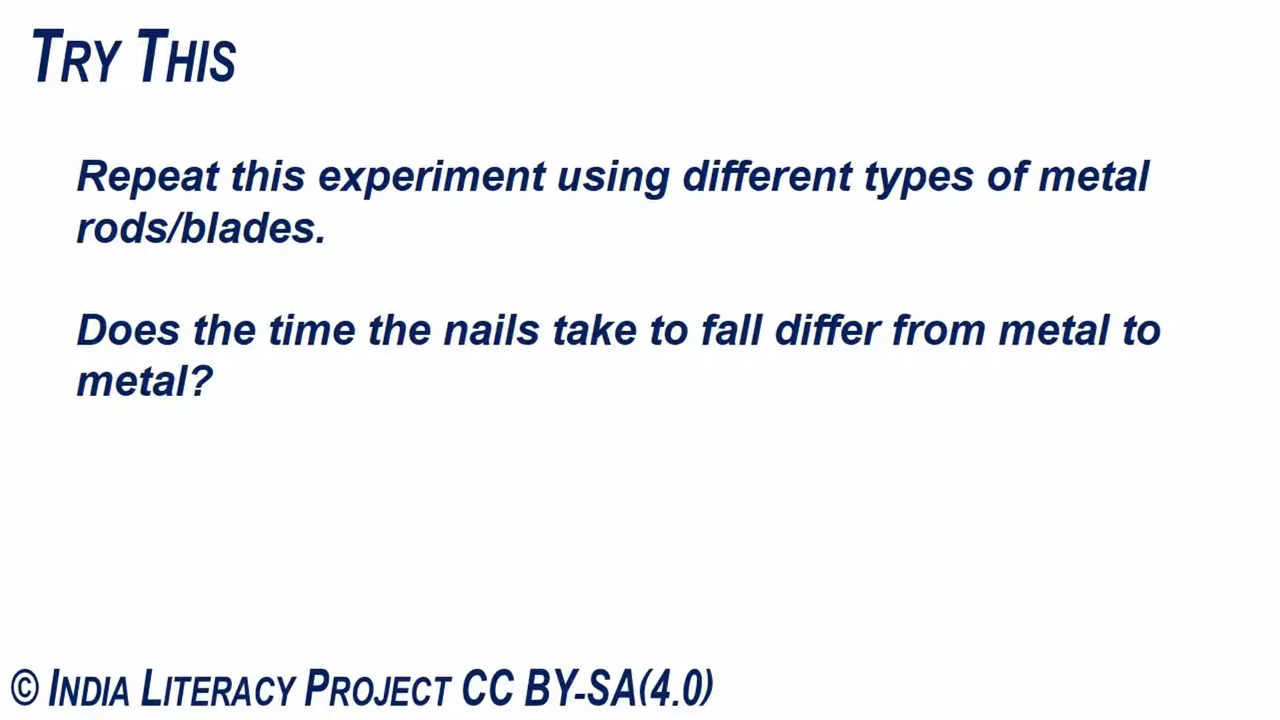 TRY THIS
Repeat this experiment using different types of metal
rods/blades.
Does the time the nails take to fall differ from metal to
metal?
© INDIA LITERACY PROJECT CC BY-SA(4.0)